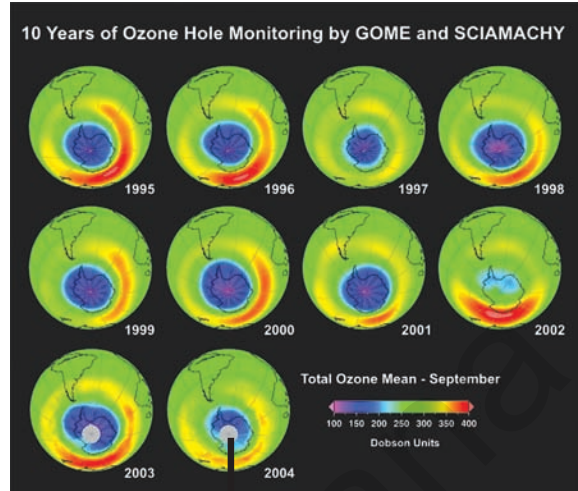 10 Years of Ozone Hole Monitoring by GOME and SCIAMACHY
1995
1996
1997
1998
1999
2000
2001
2002
2003
2004
Total Ozone Mean - September
100 150 200 250 300 350 400
Dobson Units